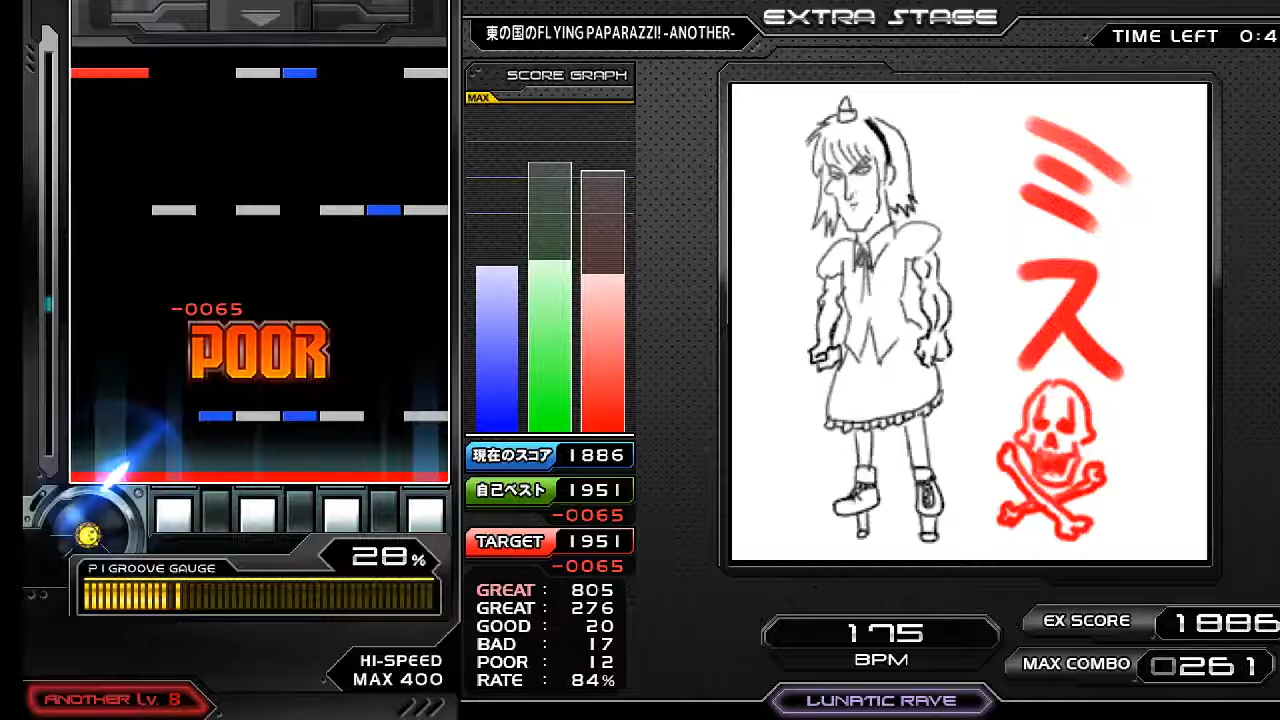 東の国のFLYING PAPARAZZI! -ANOTHER-
EXTRA STAGE
TIME LEFT 0:4
SCORE GRAPH
MAX
ミス
-0065
POOR
現在のスコア 1886
自己ベスト 1951
-0065
TARGET 1951
-0065
28%
P1 GROOVE GAUGE
GREAT : 805
GREAT : 276
GOOD : 20
BAD : 17
POOR : 12
RATE : 84%
HI-SPEED
MAX 400
ANOTHER Lv. 8
175
BPM
EX SCORE 1886
MAX COMBO 0261
LUNATIC RAVE